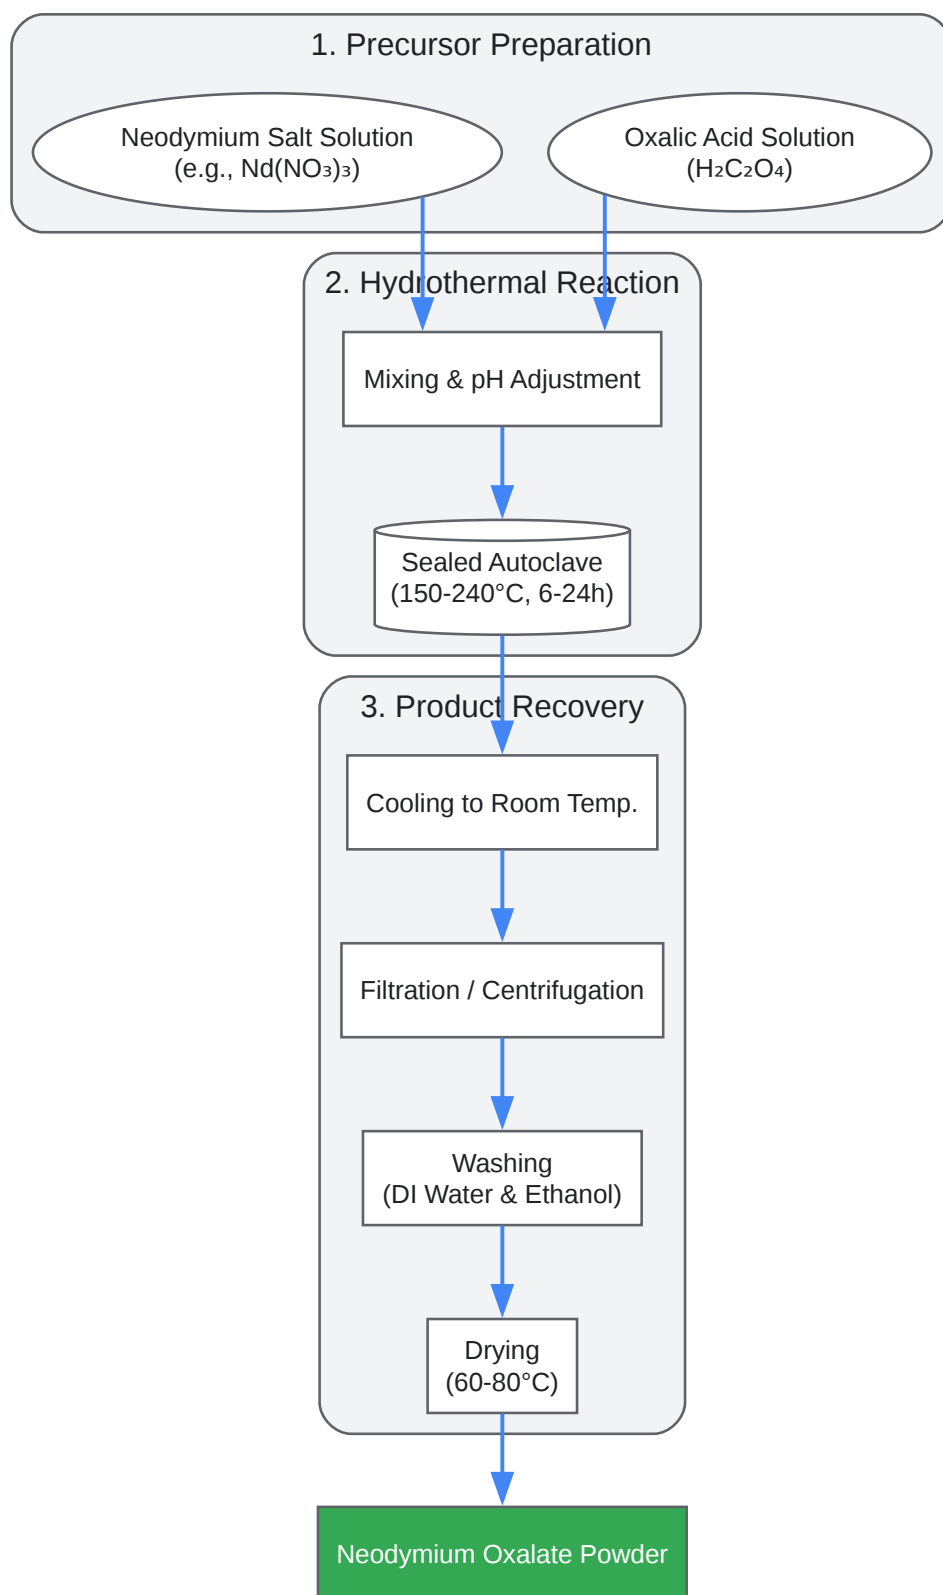 1. Precursor Preparation
Neodymium Salt Solution
(e.g., Nd(NO₃)₃)
Oxalic Acid Solution
(H₂C₂O₄)
2. Hydrothermal Reaction
Mixing & pH Adjustment
Sealed Autoclave
(150-240°C, 6-24h)
3. Product Recovery
Cooling to Room Temp.
Filtration / Centrifugation
Washing
(DI Water & Ethanol)
Drying
(60-80°C)
Neodymium Oxalate Powder